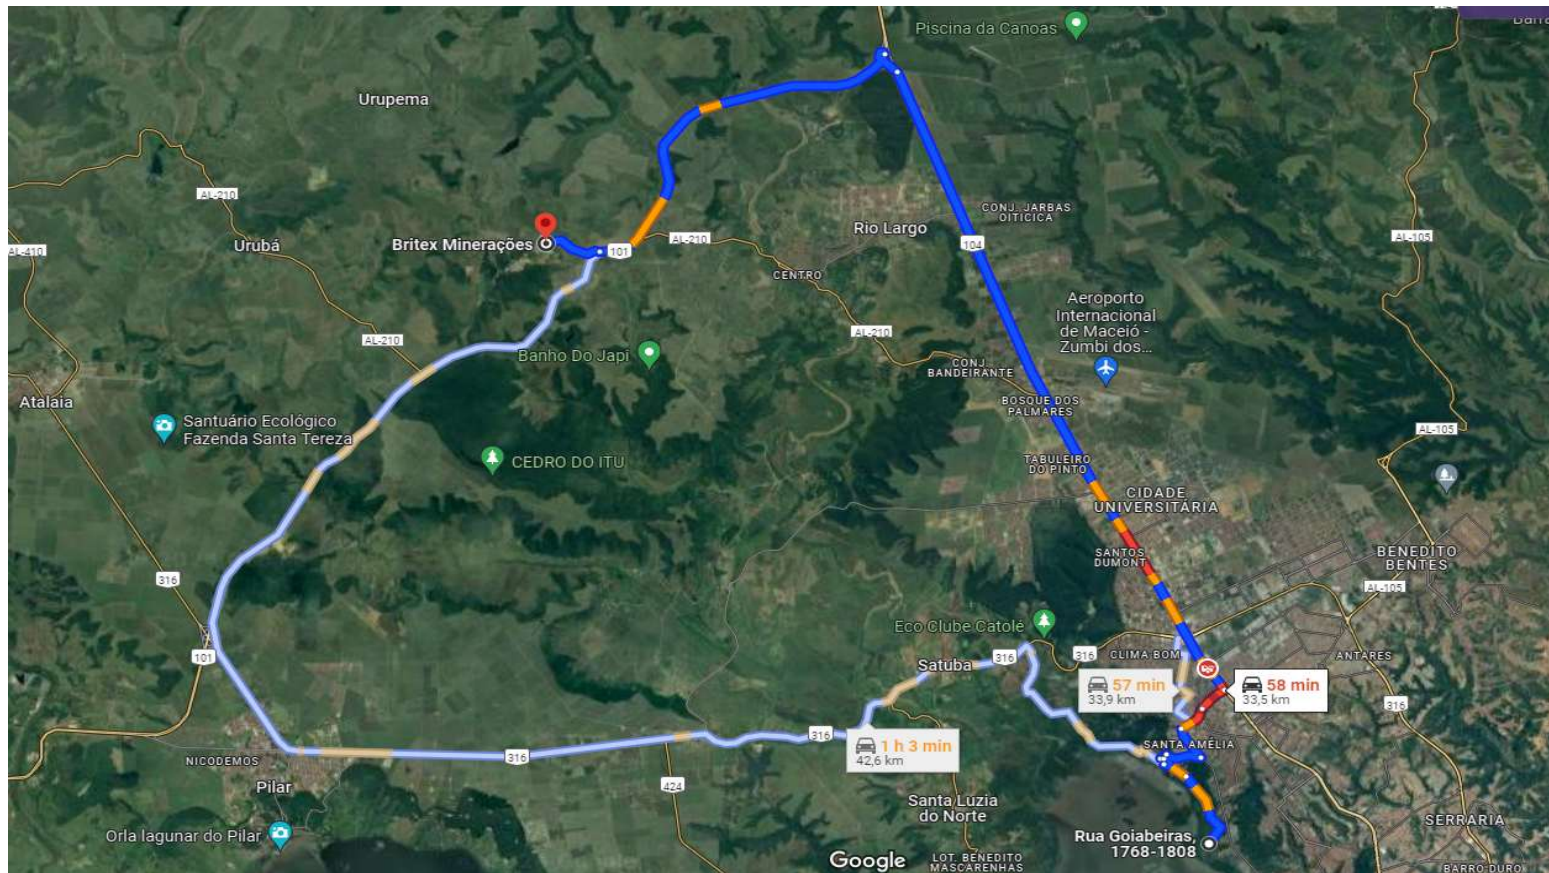 Piscina da Canoas
Urupema
AL-210
CONJ. JARBAS
OITICICA
Rio Largo
AL-410
Urubá
Britex Minerações
101
AL-210
104
AL-105
CENTRO
Aeroporto
Internacional
de Maceió -
Zumbi dos...
AL-210
AL-210
Banho Do Japi
CONJ.
BANDEIRANTE
Atalaia
BOSQUE DOS
PALMARES
Santuário Ecológico
Fazenda Santa Tereza
AL-105
CEDRO DO ITU
TABULEIRO
DO PINTO
CIDADE
UNIVERSITÁRIA
SANTOS
DUMONT
BENEDITO
BENTES
316
AL-105
Eco Clube Catolé
101
Satuba
316
316
CLIMA BOM
ANTARES
57 min
33,9 km
58 min
33,5 km
316
316
1 h 3 min
42,6 km
SANTA AMÉLIA
NICODEMOS
316
Pilar
424
Santa Luzia
do Norte
Orla lagunar do Pilar
Rua Goiabeiras,
1768-1808
SERRARIA
Google
LOT. BENEDITO
MASCARENHAS
BARRO DURO